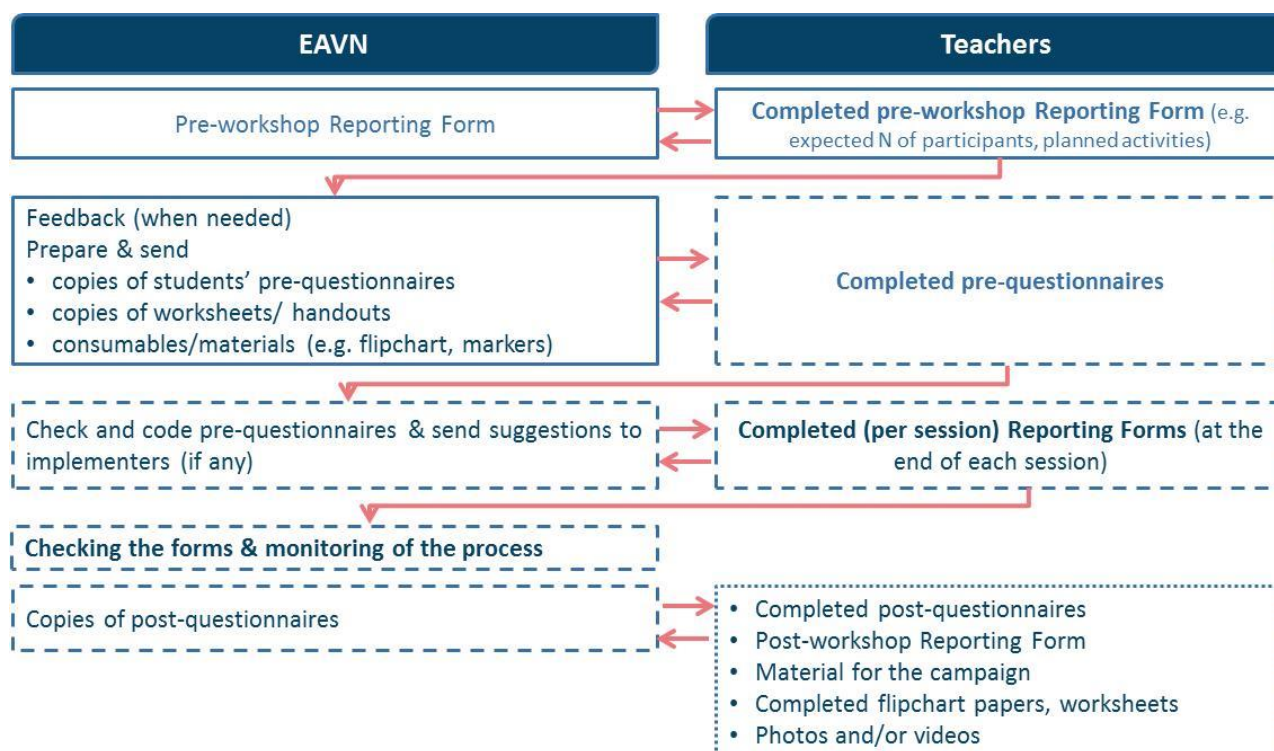 EAVN
Teachers
Pre-workshop Reporting Form
Completed pre-workshop Reporting Form (e.g.
expected N of participants, planned activities)
Feedback (when needed)
Prepare & send
• copies of students’ pre-questionnaires
• copies of worksheets/ handouts
• consumables/materials (e.g. flipchart, markers)
Completed pre-questionnaires
Check and code pre-questionnaires & send suggestions to
implementers (if any)
Completed (per session) Reporting Forms (at the
end of each session)
Checking the forms & monitoring of the process
Copies of post-questionnaires
• Completed post-questionnaires
• Post-workshop Reporting Form
• Material for the campaign
• Completed flipchart papers, worksheets
• Photos and/or videos